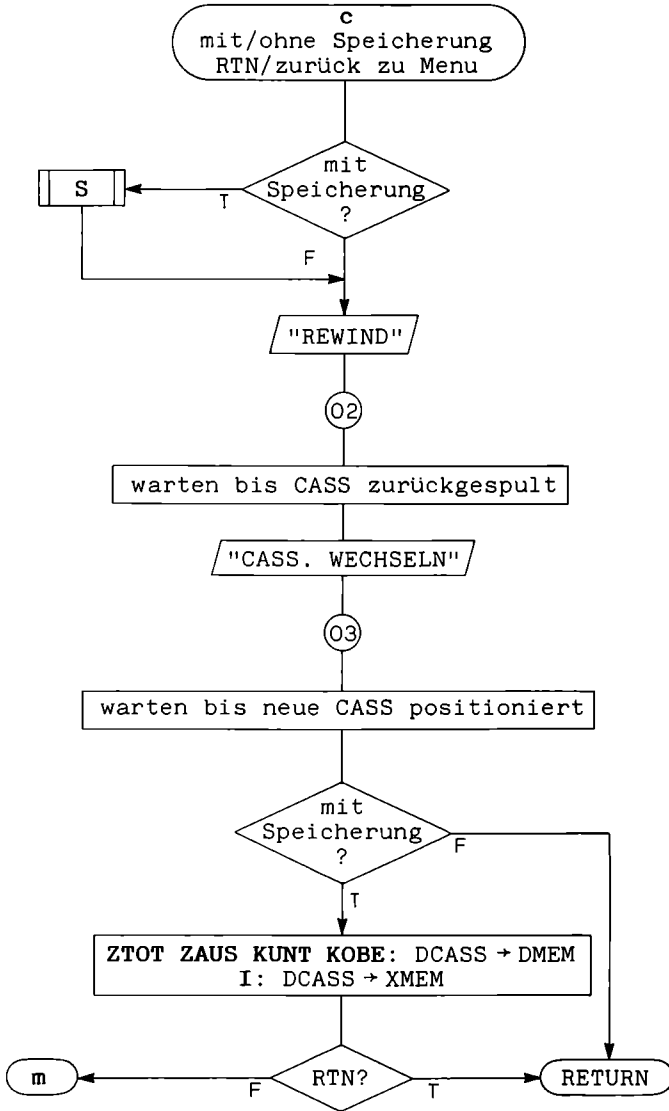 c
mit/ohne Speicherung
RTN/zurück zu Menu
mit
Speicherung
?
S
T
F
"REWIND"
02
warten bis CASS zurückgespult
"CASS. WECHSELN"
03
warten bis neue CASS positioniert
mit
Speicherung
?
F
T
ZTOT ZAUS KUNT KOBE: DCASS → DMEM
I: DCASS → XMEM
m
F
RTN?
T
RETURN